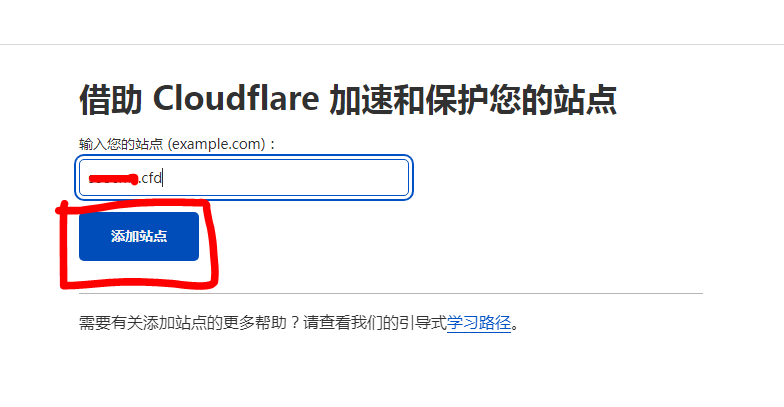 借助 Cloudflare 加速和保护您的站点
输入您的站点 (example.com)：
.cfd
添加站点
需要有关添加站点的更多帮助？请查看我们的引导式学习路径。